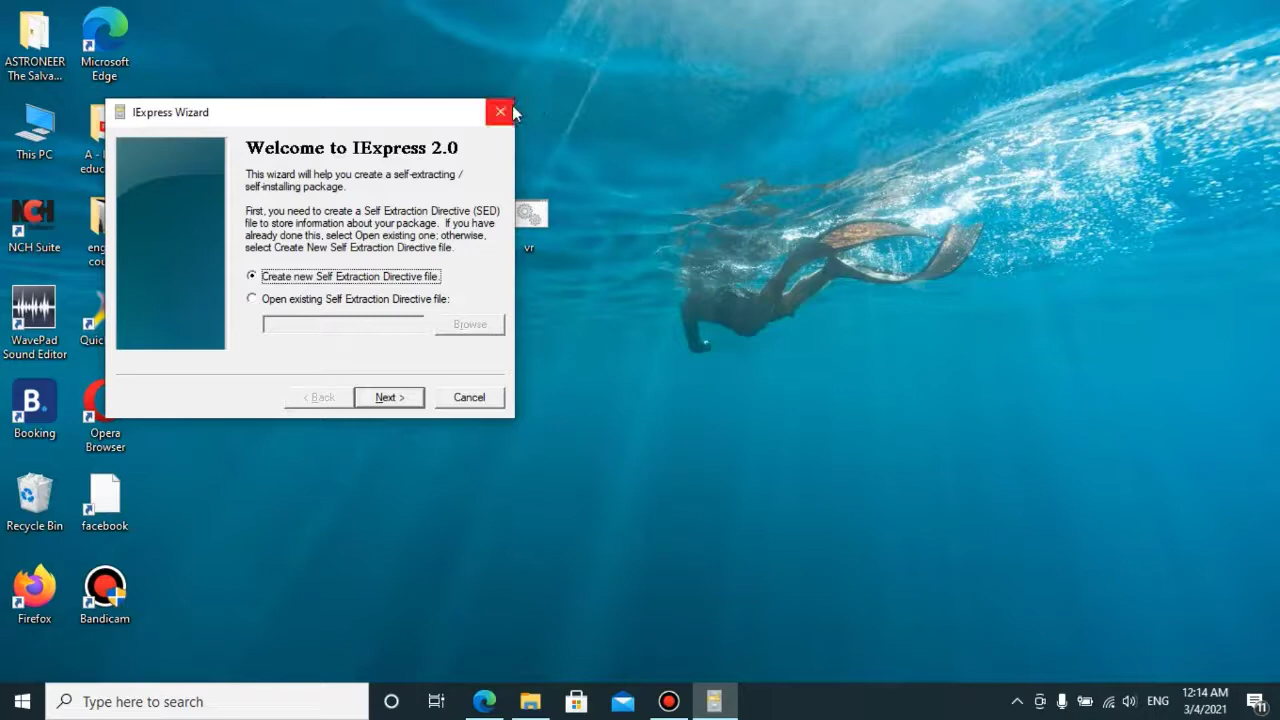 ASTRONEER
The Salva...
Microsoft
Edge
This PC
A -
educ
NCH
NCH Suite
eng
cou
WavePad
Sound Editor
Quic
B.
Booking
Opera
Browser
Recycle Bin
facebook
Firefox
Bandicam
vr
IExpress Wizard
Welcome to IExpress 2.0
This wizard will help you create a self-extracting /
self-installing package.
First, you need to create a Self Extraction Directive (SED)
file to store information about your package. If you have
already done this, select Open existing one; otherwise,
select Create New Self Extraction Directive file.
Create new Self Extraction Directive file.
Open existing Self Extraction Directive file:
Browse
< Back
Next >
Cancel
Type here to search
ENG
12:14 AM
3/4/2021
11